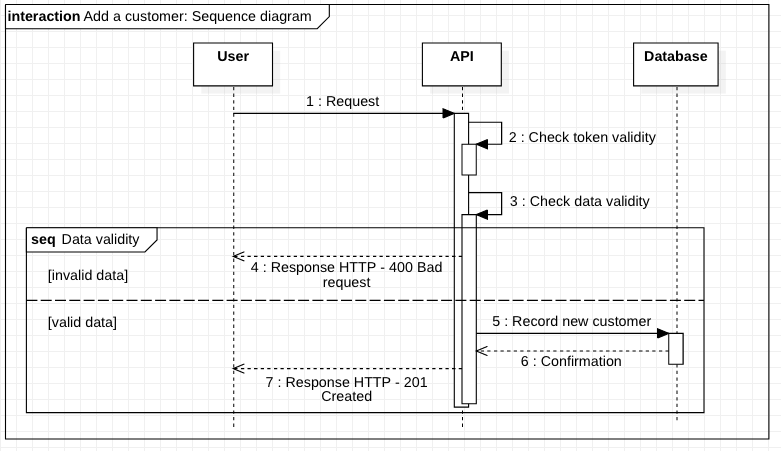 interaction Add a customer: Sequence diagram
User
API
Database
1 : Request
2 : Check token validity
3 : Check data validity
seq Data validity
4 : Response HTTP - 400 Bad
request
[invalid data]
[valid data]
5 : Record new customer
6 : Confirmation
7 : Response HTTP - 201
Created